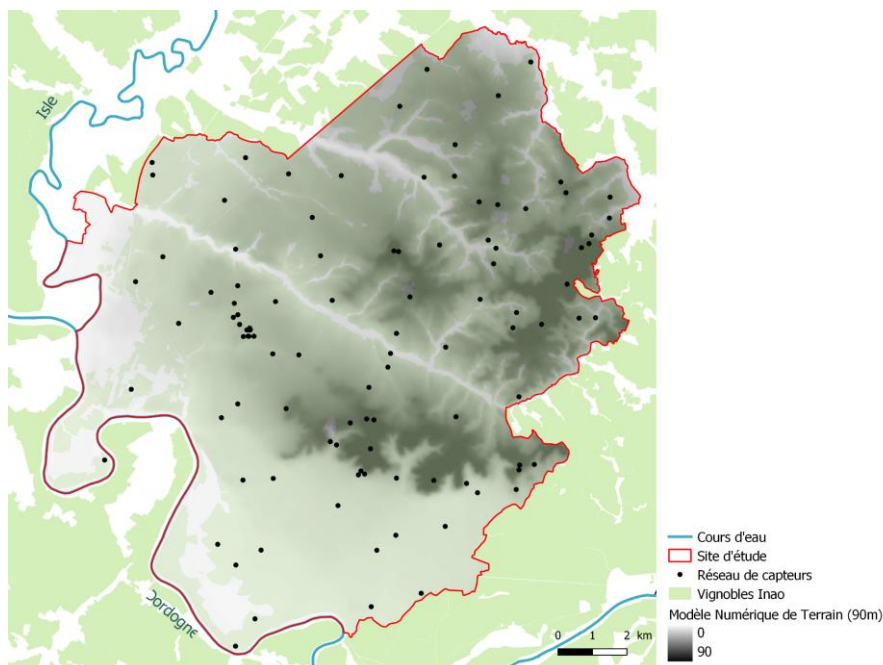 Isle
Dordogne
0 1 2 km
Cours d'eau
Site d'étude
Réseau de capteurs
Vignobles Inao
Modèle Numérique de Terrain (90m)
0
90